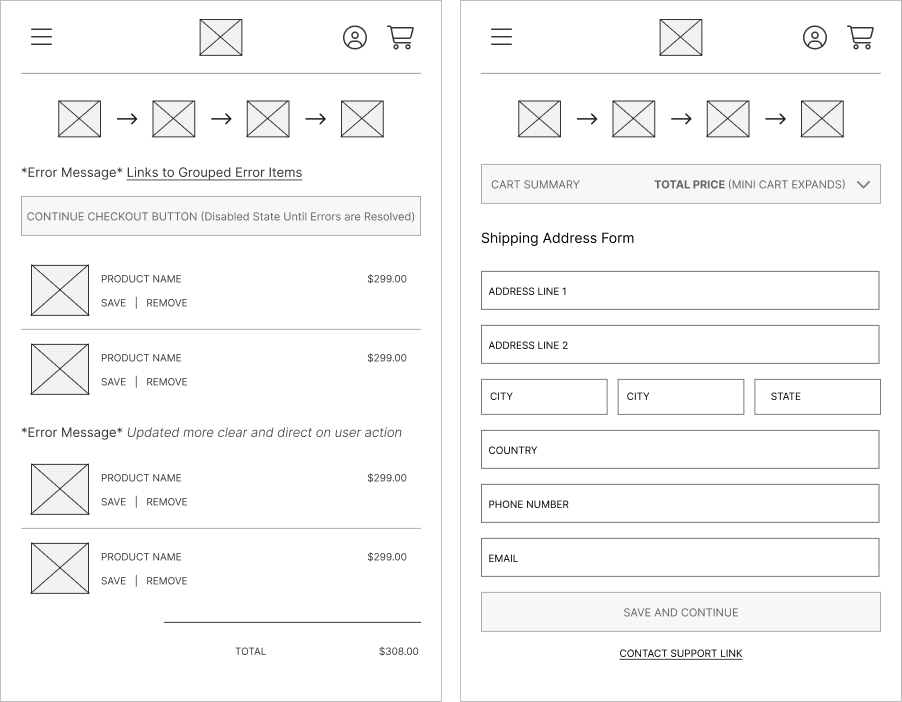 *Error Message* Links to Grouped Error Items
CONTINUE CHECKOUT BUTTON (Disabled State Until Errors are Resolved)
PRODUCT NAME $299.00
SAVE | REMOVE
PRODUCT NAME $299.00
SAVE | REMOVE
*Error Message* Updated more clear and direct on user action
PRODUCT NAME $299.00
SAVE | REMOVE
PRODUCT NAME $299.00
SAVE | REMOVE
TOTAL $308.00
CART SUMMARY TOTAL PRICE (MINI CART EXPANDS)
Shipping Address Form
ADDRESS LINE 1
ADDRESS LINE 2
CITY CITY STATE
COUNTRY
PHONE NUMBER
EMAIL
SAVE AND CONTINUE
CONTACT SUPPORT LINK